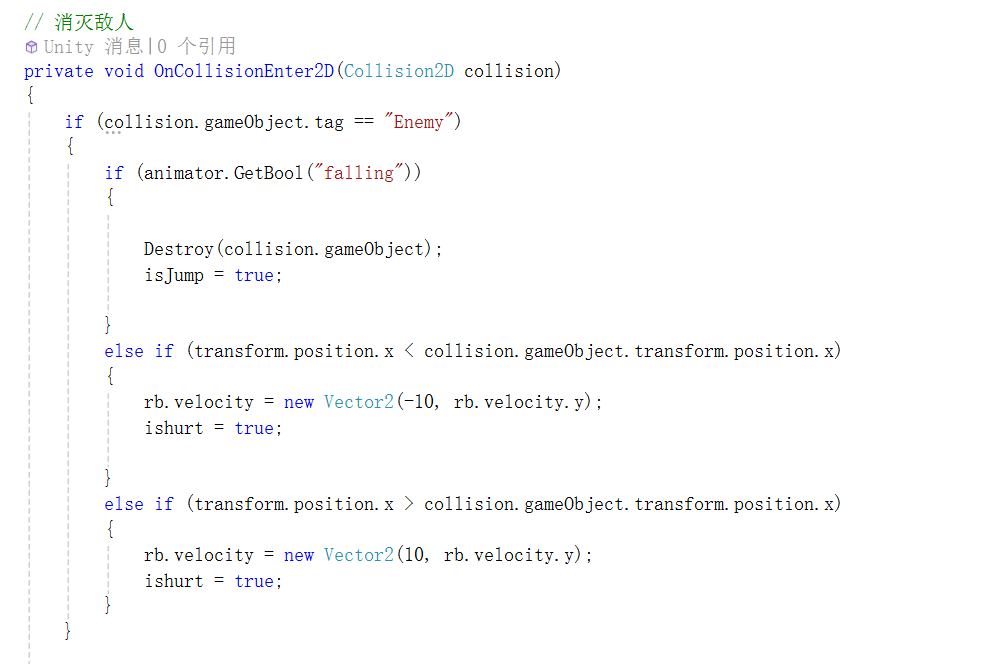 // 消灭敌人
Unity 消息|0 个引用
private void OnCollisionEnter2D(Collision2D collision)
{
if (collision.gameObject.tag == "Enemy")
{
if (animator.GetBool("falling"))
{
Destroy(collision.gameObject);
isJump = true;
}
else if (transform.position.x < collision.gameObject.transform.position.x)
{
rb.velocity = new Vector2(-10, rb.velocity.y);
ishurt = true;
}
else if (transform.position.x > collision.gameObject.transform.position.x)
{
rb.velocity = new Vector2(10, rb.velocity.y);
ishurt = true;
}
}